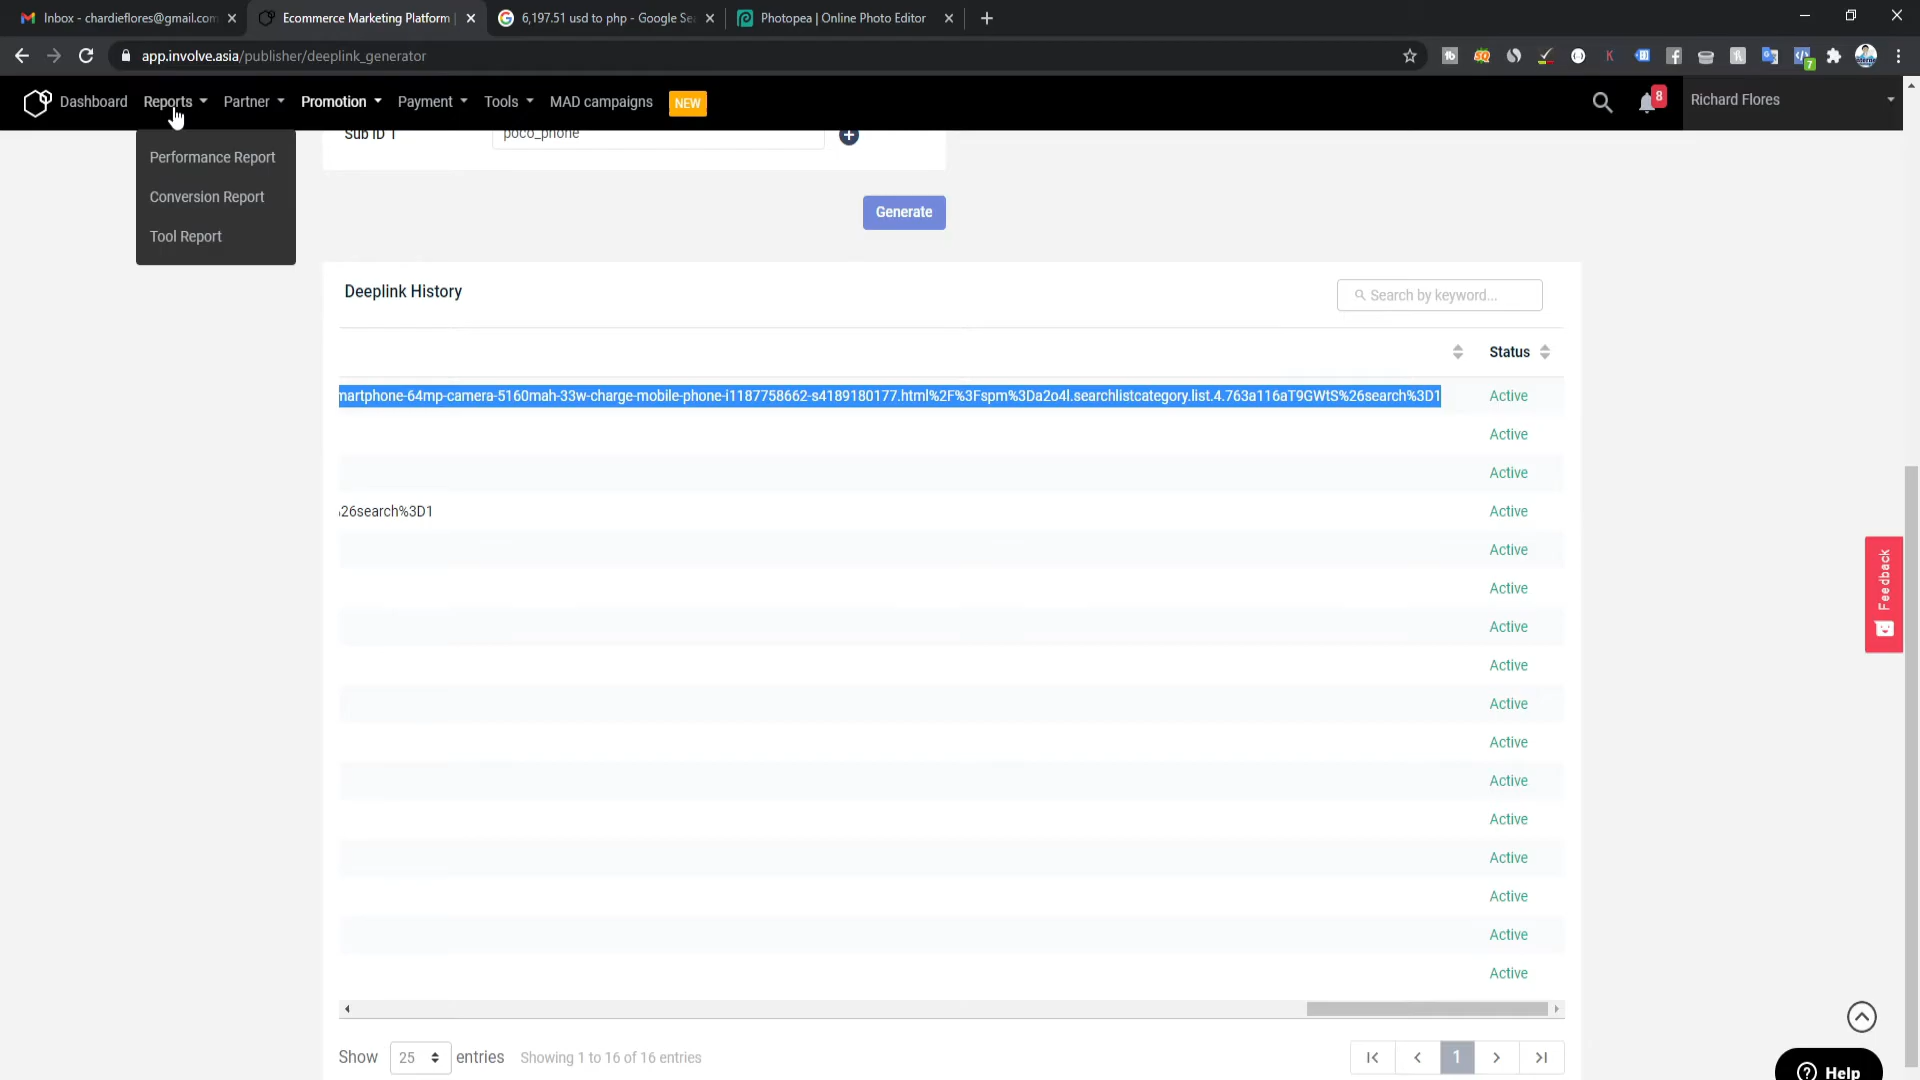 Inbox - chardieflores@gmail.com
Ecommerce Marketing Platform |
6,197.51 usd to php - Google Se
Photopea | Online Photo Editor
app.involve.asia/publisher/deeplink_generator
7
Dashboard Reports Partner Promotion Payment Tools MAD campaigns NEW
8
Richard Flores
Performance Report
Conversion Report
Tool Report
Sub ID 1
poco_phone
Generate
Deeplink History
Search by keyword...
Status
martphone-64mp-camera-5160mah-33w-charge-mobile-phone-i1187758662-s4189180177.html%2F%3Fspm%3Da2o4l.searchlistcategory.list.4.763a116aT9GWtS%26search%3D1 Active
Active
Active
%26search%3D1 Active
Active
Active
Active
Active
Active
Active
Active
Active
Active
Active
Active
Active
Feedback
Show 25 entries Showing 1 to 16 of 16 entries
1
Help